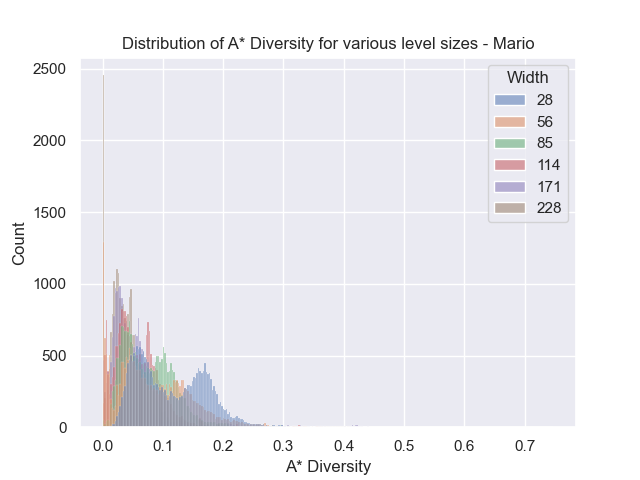 Distribution of A* Diversity for various level sizes - Mario
2500
2000
1500
1000
500
0
Count
0.0 0.1 0.2 0.3 0.4 0.5 0.6 0.7
A* Diversity
Width
28
56
85
114
171
228